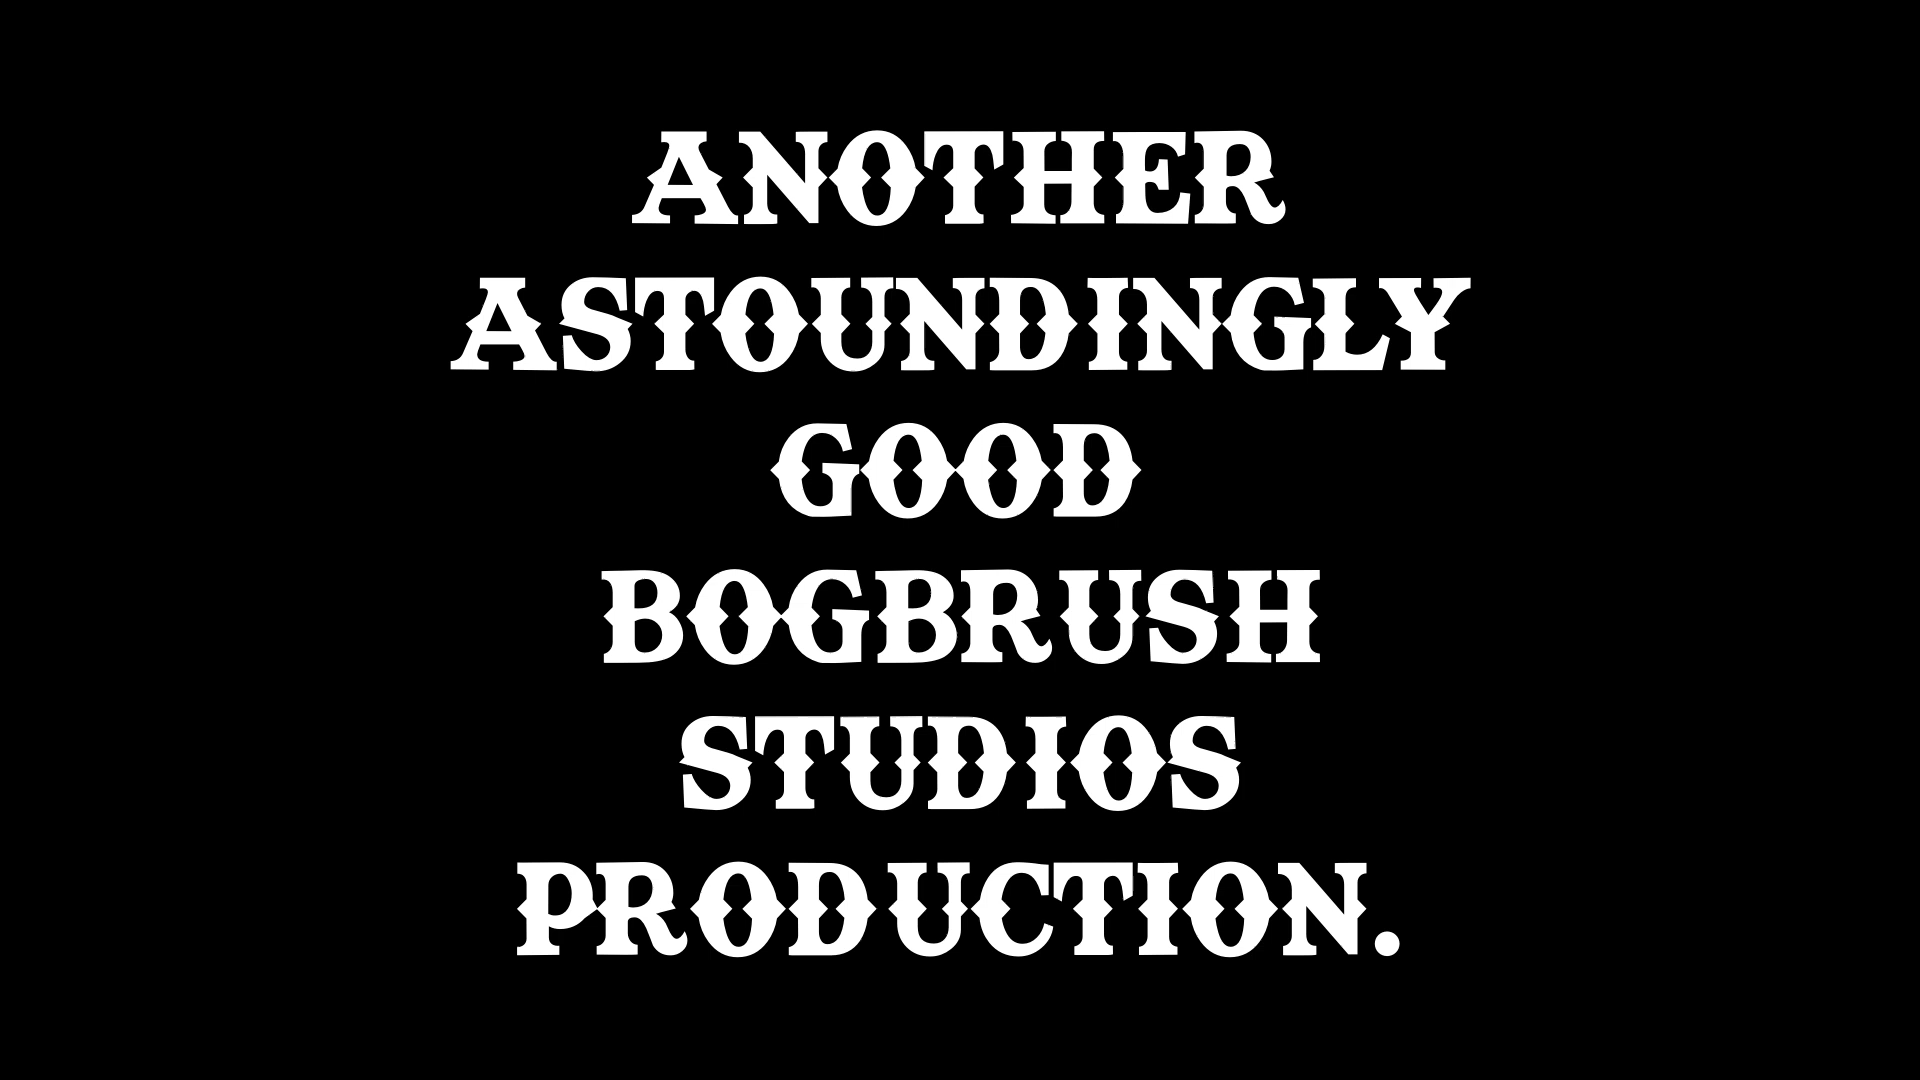 ANOTHER
ASTOUNDINGLY
GOOD
BOGBRUSH
STUDIOS
PRODUCTION.